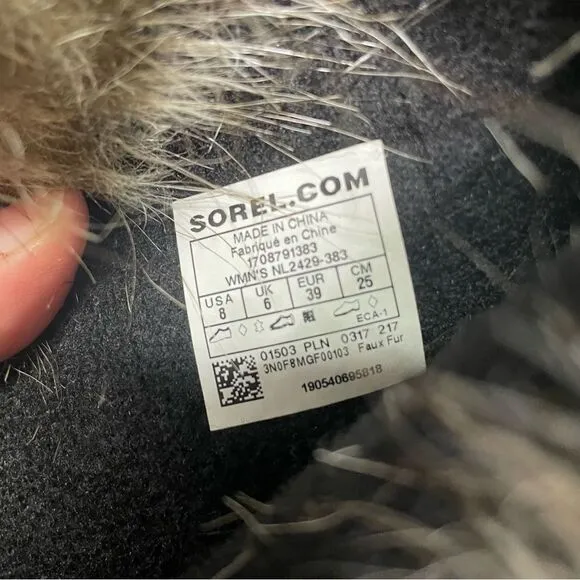 SOREL.COM
MADE IN CHINA
Fabriqué en Chine
1708791383
WMN'S NL2429-383
USA UK EUR CM
8 6 39 25
ECA-1
01503 PLN 0317 217
3N0F8MGF00103 Faux Fur
190540695818